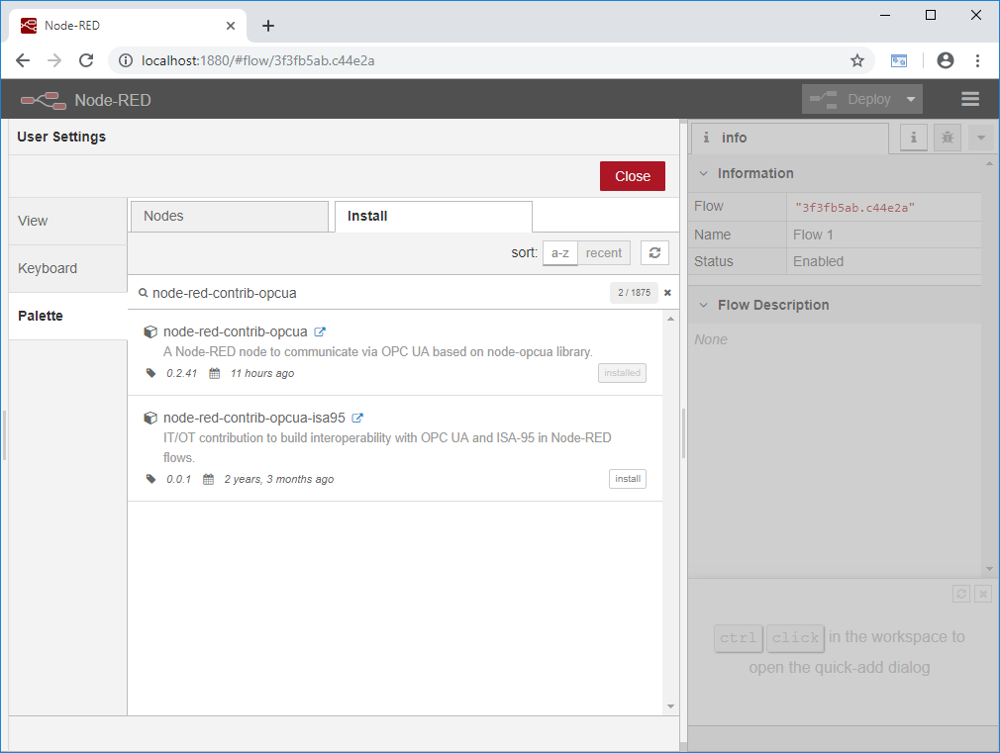 Node-RED
localhost:1880/#flow/3f3fb5ab.c44e2a
Node-RED
Deploy
User Settings
Close
View
Keyboard
Palette
Nodes
Install
sort: a-z recent
node-red-contrib-opcua
2 / 1875
node-red-contrib-opcua
A Node-RED node to communicate via OPC UA based on node-opcua library.
0.2.41 11 hours ago
installed
node-red-contrib-opcua-isa95
IT/OT contribution to build interoperability with OPC UA and ISA-95 in Node-RED
flows.
0.0.1 2 years, 3 months ago
install
i info
i
Information
Flow "3f3fb5ab.c44e2a"
Name Flow 1
Status Enabled
Flow Description
None
ctrl click in the workspace to
open the quick-add dialog